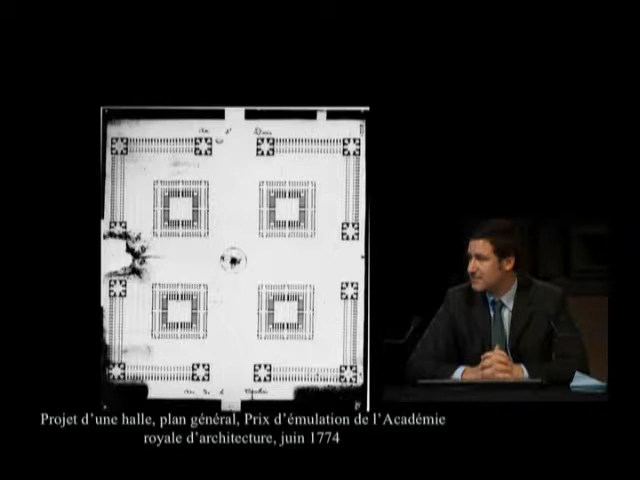 Projet d'une halle, plan général, Prix d'émulation de l'Académie
royale d'architecture, juin 1774